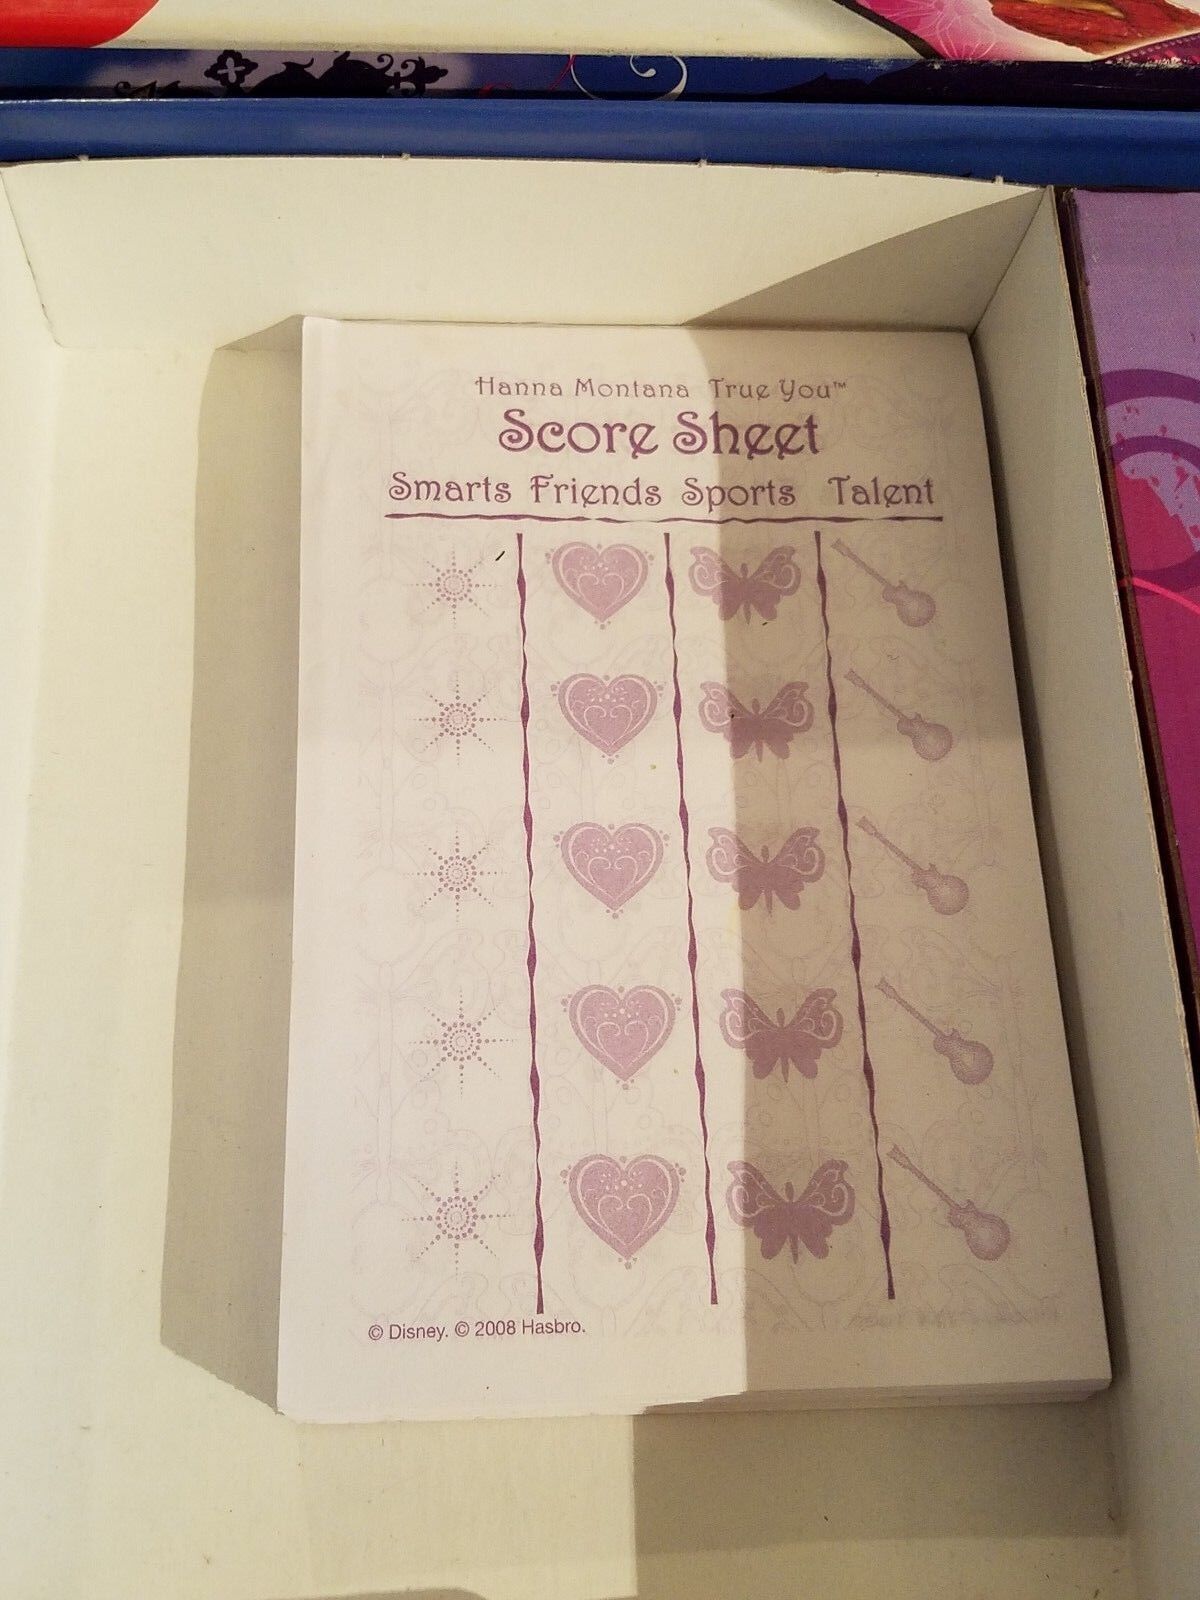 Hanna Montana True You™
Score Sheet
Smarts Friends Sports Talent
© Disney. © 2008 Hasbro.